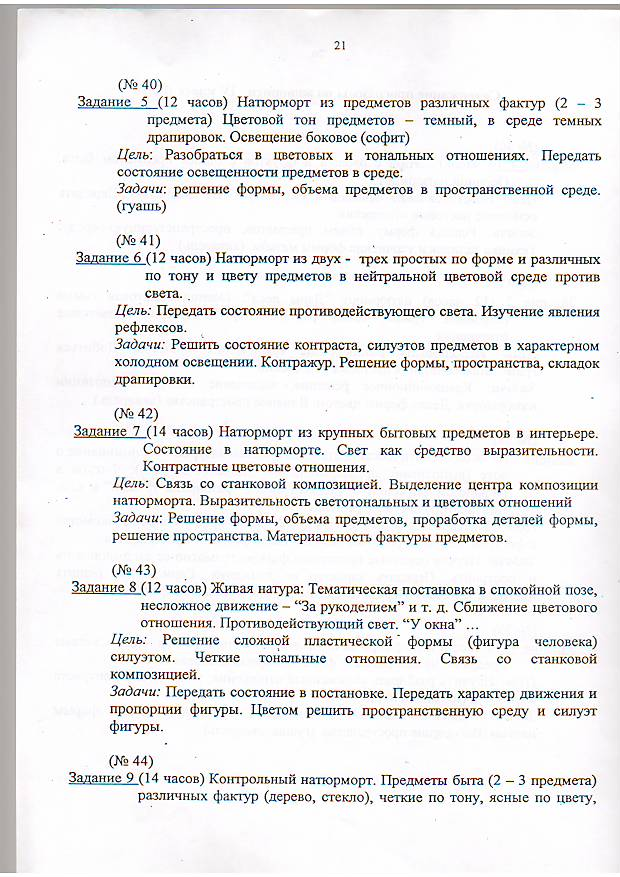 21
(№ 40)
Задание 5 (12 часов) Натюрморт из предметов различных фактур (2 – 3
предмета) Цветовой тон предметов – темный, в среде темных
драпировок. Освещение боковое (софит)
Цель: Разобраться в цветовых и тональных отношениях. Передать
состояние освещенности предметов в среде.
Задачи: решение формы, объема предметов в пространственной среде.
(гуашь)
(№ 41)
Задание 6 (12 часов) Натюрморт из двух - трех простых по форме и различных
по тону и цвету предметов в нейтральной цветовой среде против
света.
Цель: Передать состояние противодействующего света. Изучение явления
рефлексов.
Задачи: Решить состояние контраста, силуэтов предметов в характерном
холодном освещении. Контражур. Решение формы, пространства, складок
драпировки.
(№ 42)
Задание 7 (14 часов) Натюрморт из крупных бытовых предметов в интерьере.
Состояние в натюрморте. Свет как средство выразительности.
Контрастные цветовые отношения.
Цель: Связь со станковой композицией. Выделение центра композиции
натюрморта. Выразительность светотональных и цветовых отношений
Задачи: Решение формы, объема предметов, проработка деталей формы,
решение пространства. Материальность фактуры предметов.
(№ 43)
Задание 8 (12 часов) Живая натура: Тематическая постановка в спокойной позе,
несложное движение – “За рукоделием” и т. д. Сближение цветового
отношения. Противодействующий свет. “У окна” ...
Цель: Решение сложной пластической формы (фигура человека)
силуэтом. Четкие тональные отношения. Связь со станковой
композицией.
Задачи: Передать состояние в постановке. Передать характер движения и
пропорции фигуры. Цветом решить пространственную среду и силуэт
фигуры.
(№ 44)
Задание 9 (14 часов) Контрольный натюрморт. Предметы быта (2 – 3 предмета)
различных фактур (дерево, стекло), четкие по тону, ясные по цвету,